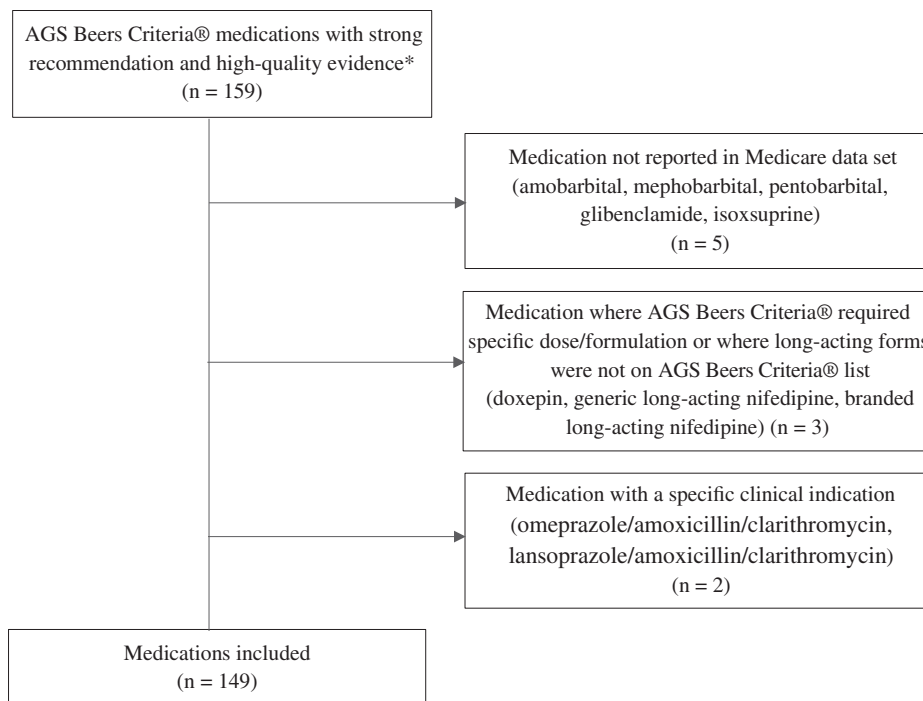 AGS Beers Criteria® medications with strong
recommendation and high-quality evidence*
(n = 159)
Medication not reported in Medicare data set
(amobarbital, mephobarbital, pentobarbital,
glibenclamide, isoxsuprine)
(n = 5)
Medication where AGS Beers Criteria® required
specific dose/formulation or where long-acting forms
were not on AGS Beers Criteria® list
(doxepin, generic long-acting nifedipine, branded
long-acting nifedipine) (n = 3)
Medication with a specific clinical indication
(omeprazole/amoxicillin/clarithromycin,
lansoprazole/amoxicillin/clarithromycin)
(n = 2)
Medications included
(n = 149)